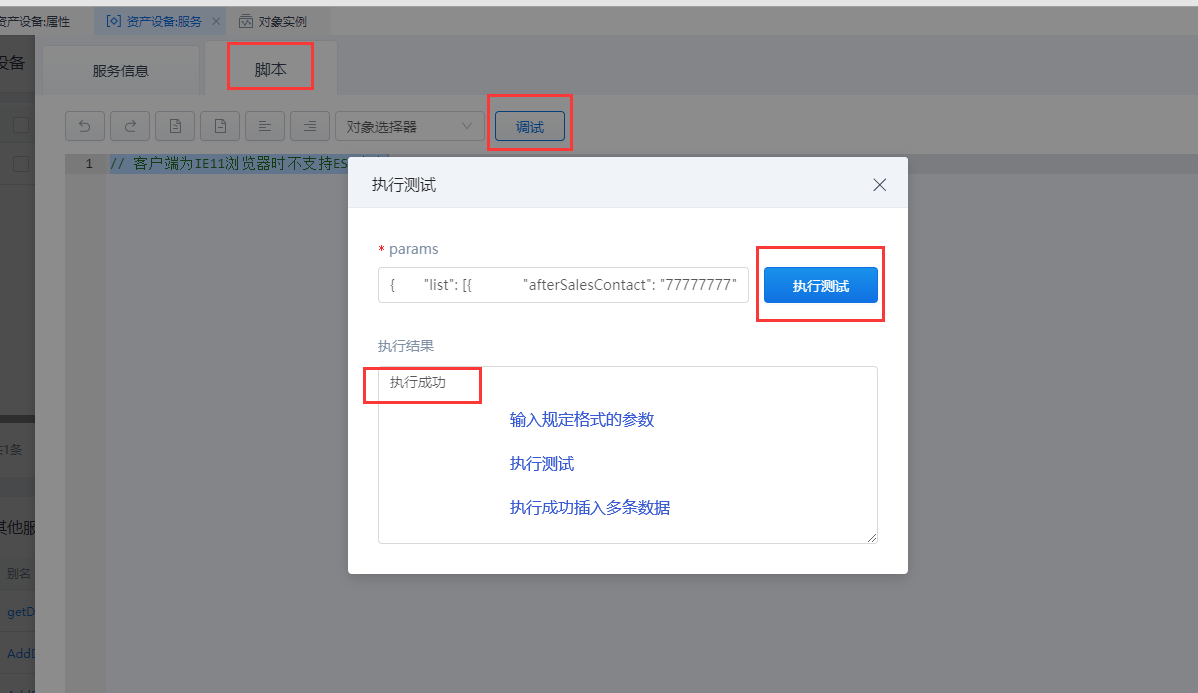 资产设备:属性
资产设备:服务
对象实例
设备
服务信息
脚本
对象选择器
调试
1 // 客户端为IE11浏览器时不支持ES
执行测试
* params
{ "list": [{ "afterSalesContact": "77777777"
执行测试
执行结果
执行成功
输入规定格式的参数
执行测试
执行成功插入多条数据
1条
其他服
别名
getD
AddD